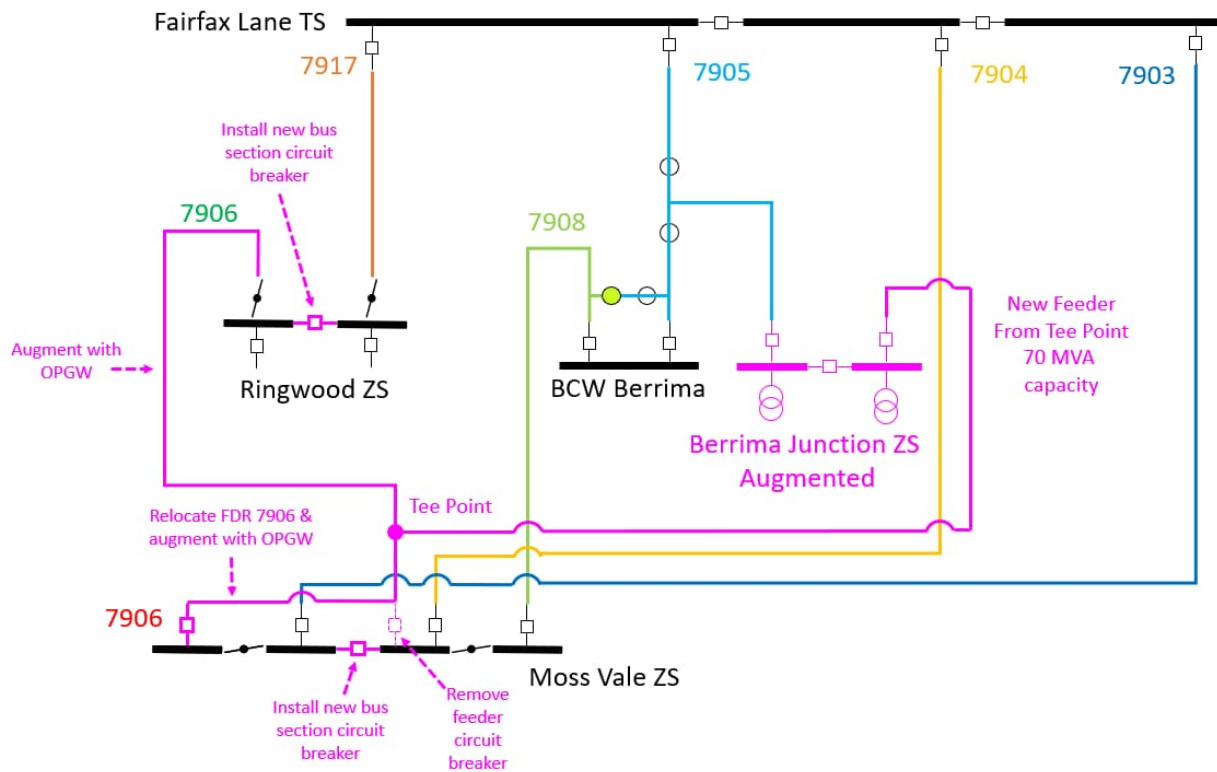 Fairfax Lane TS
7917
7905
7904
7903
Install new bus
section circuit
breaker
7906
7908
Augment with
OPGW
Ringwood ZS
BCW Berrima
New Feeder
From Tee Point
70 MVA
capacity
Berrima Junction ZS
Augmented
Tee Point
Relocate FDR 7906 &
augment with OPGW
7906
Moss Vale ZS
Install new bus
section circuit
breaker
Remove
feeder
circuit
breaker